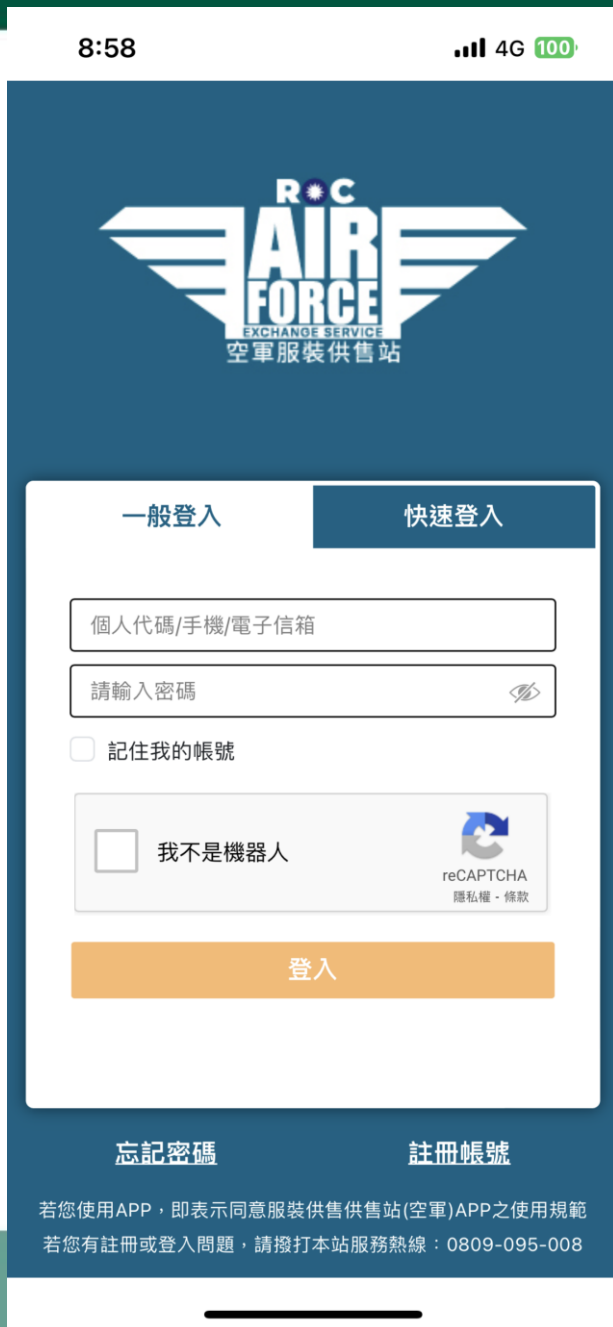 8:58
4G 100
ROC
AIR
FORCE
EXCHANGE SERVICE
空軍服裝供售站
一般登入
快速登入
個人代碼/手機/電子信箱
請輸入密碼
記住我的帳號
我不是機器人
reCAPTCHA
隱私權 - 條款
登入
忘記密碼
註冊帳號
若您使用APP，即表示同意服裝供售供售站(空軍)APP之使用規範
若您有註冊或登入問題，請撥打本站服務熱線：0809-095-008